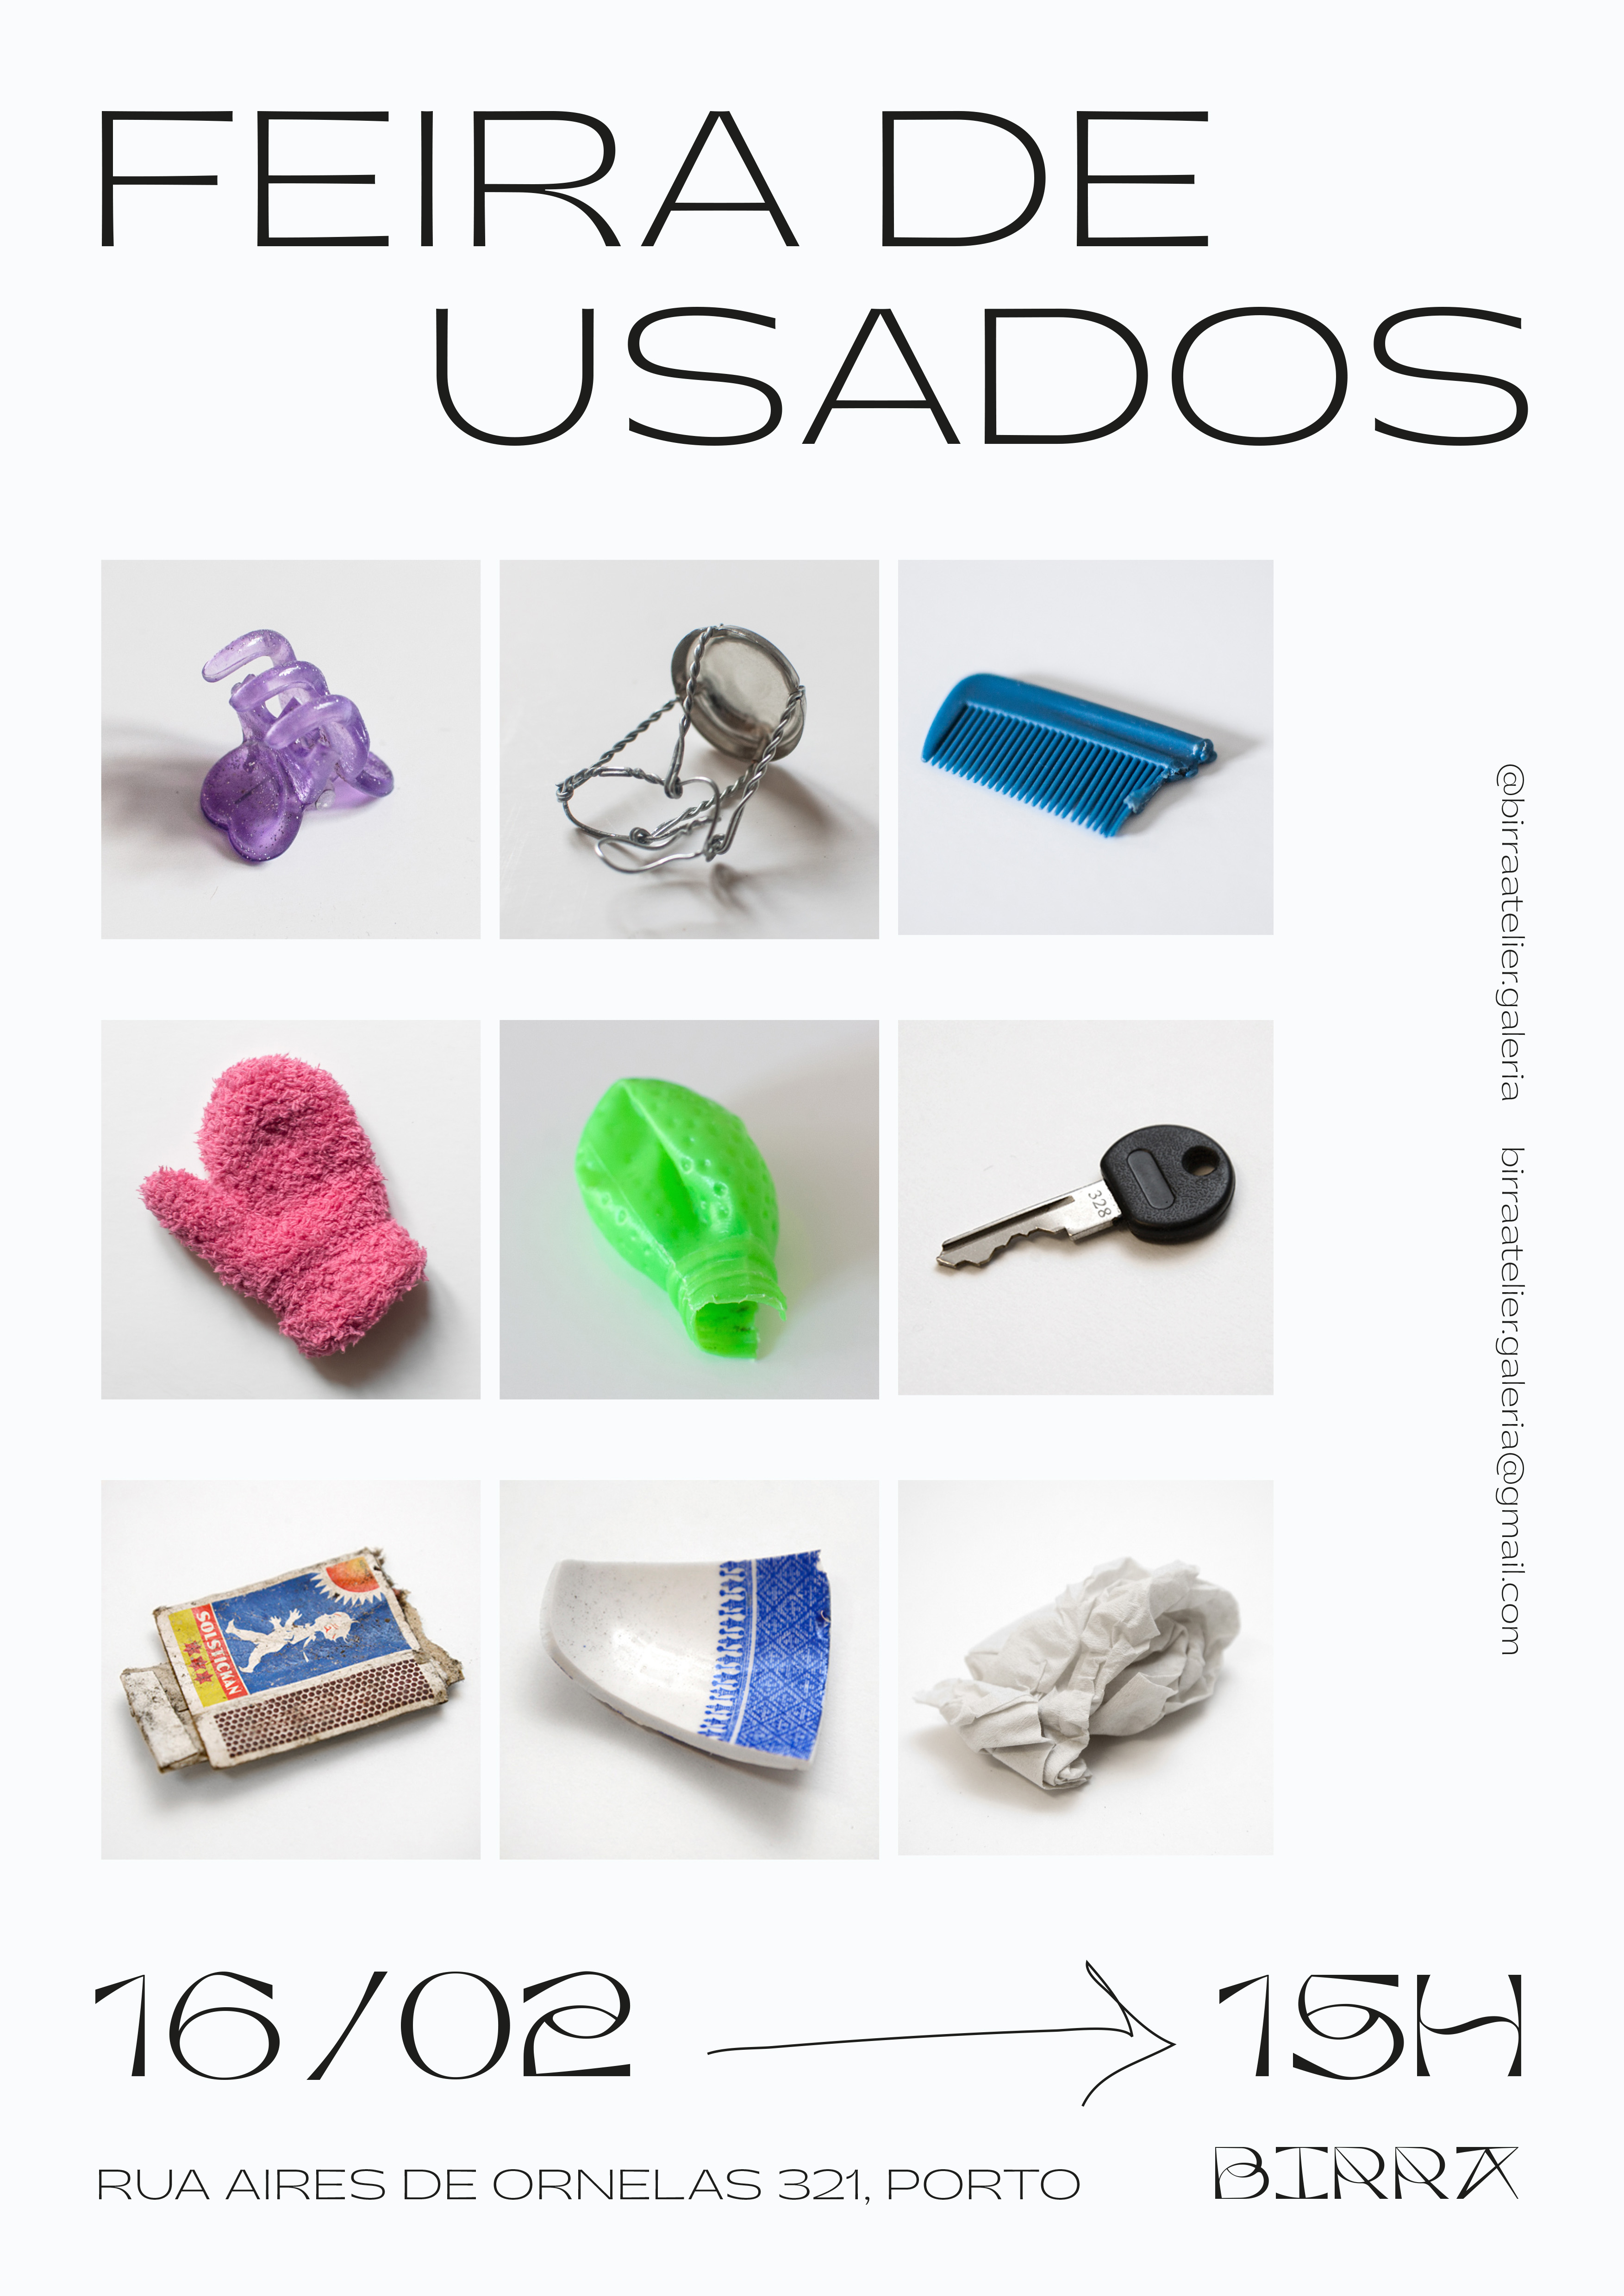 FEIRA DE
USADOS
@birraatelier.galeria birraatelier.galeria@gmail.com
328
SOLSTICKAN
16/02
15H
RUA AIRES DE ORNELAS 321, PORTO
BIRRA